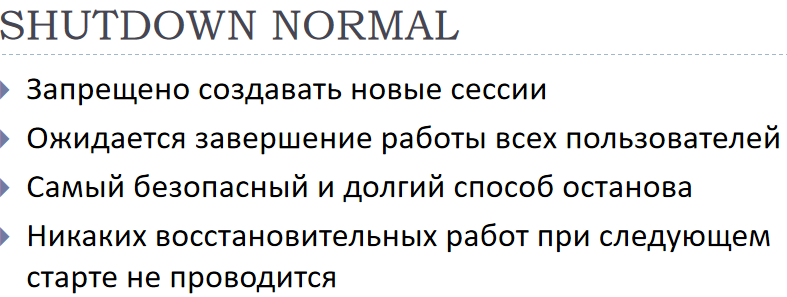 SHUTDOWN NORMAL
Запрещено создавать новые сессии
Ожидается завершение работы всех пользователей
Самый безопасный и долгий способ останова
Никаких восстановительных работ при следующем
старте не проводится